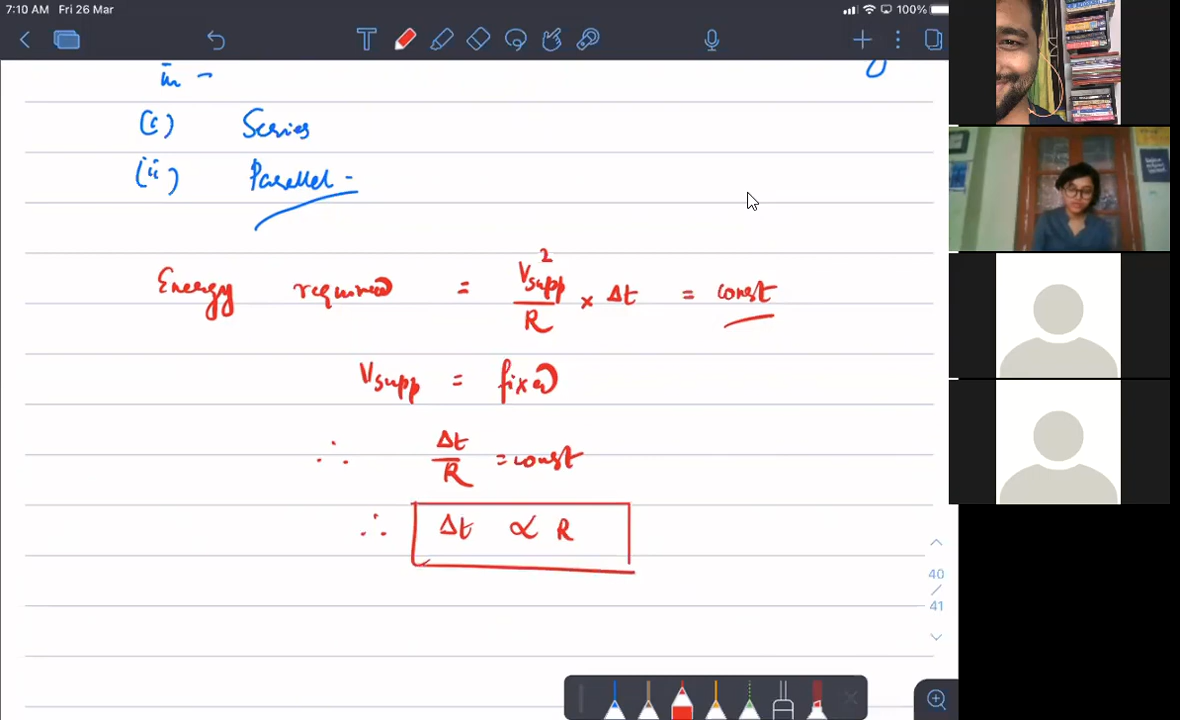 7:10 AM Fri 26 Mar
100%
in -
(i) Series
(ii) Parallel -
Energy required = V²supp / R × Δt = const
Vsupp = fixed
∴ Δt / R = const
∴ Δt ∝ R
40
/
41